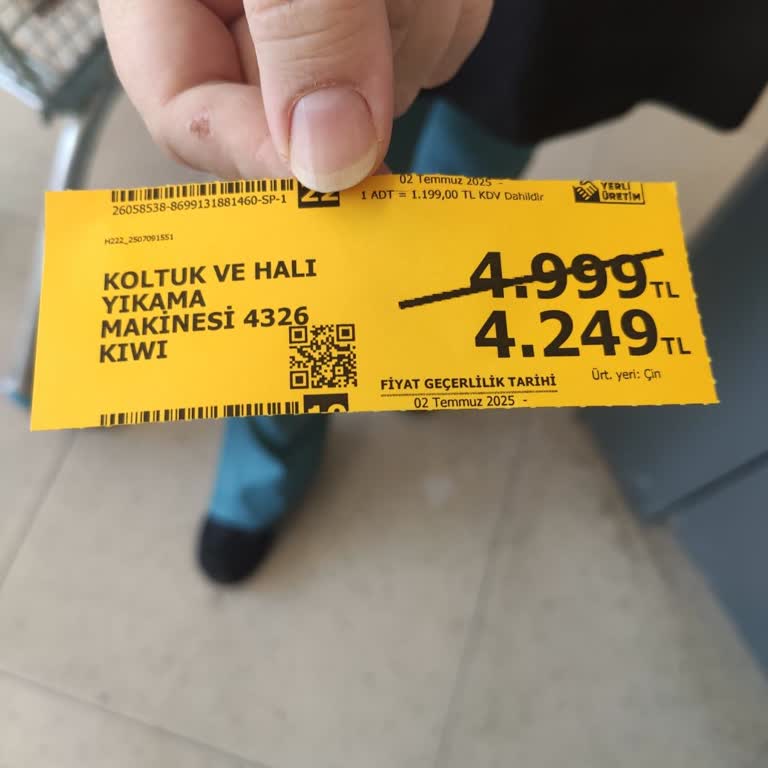 02 Temmuz 2025 -
26058538-8699131881460-SP-1
1 ADT = 1.199,00 TL KDV Dahildir
YERLİ
ÜRETİM
H222_2507091551
KOLTUK VE HALI
YIKAMA
MAKİNESİ 4326
KIWI
4.999 TL
4.249 TL
Ürt. yeri: Çin
FİYAT GEÇERLİLİK TARİHİ
02 Temmuz 2025 -